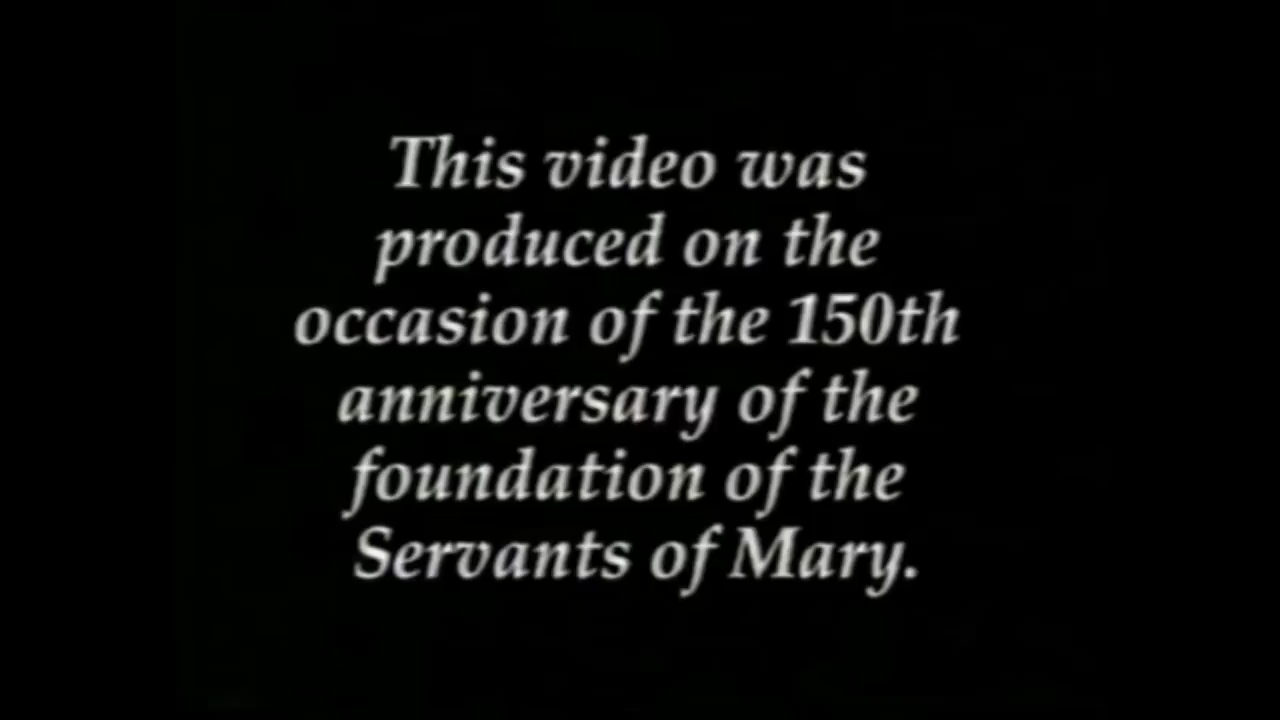 This video was
produced on the
occasion of the 150th
anniversary of the
foundation of the
Servants of Mary.